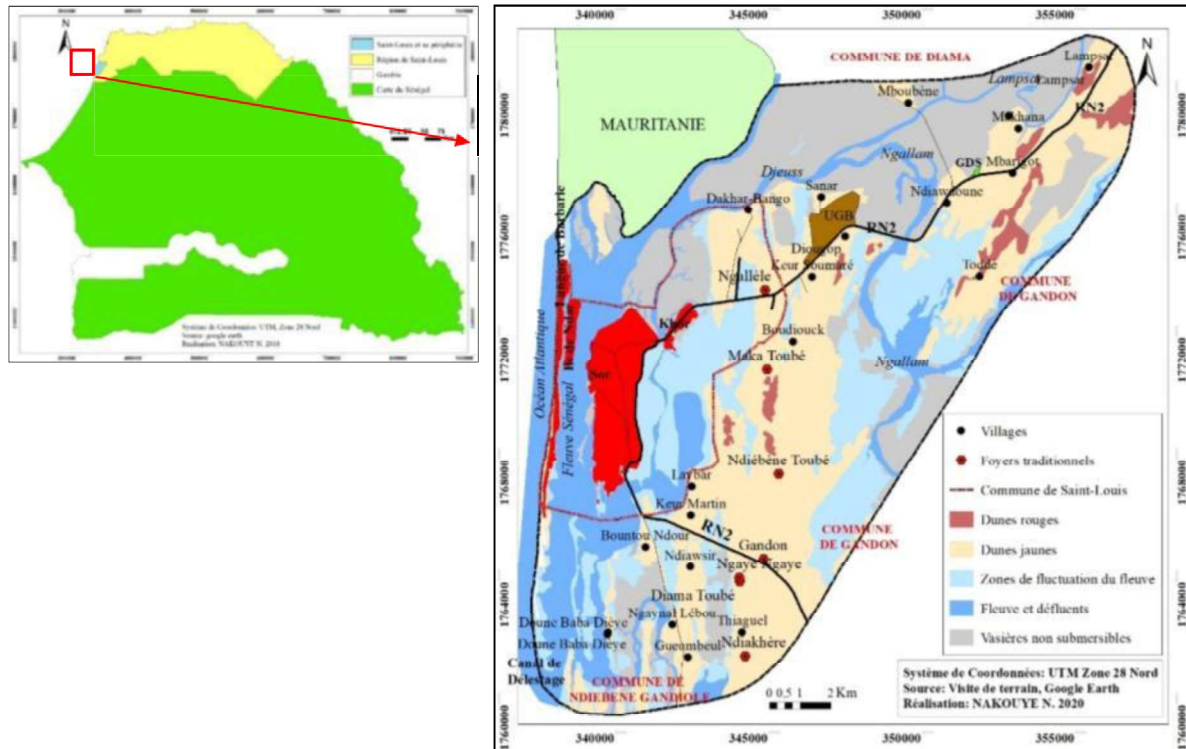 N
Saint-Louis et sa périphérie
Région de Saint-Louis
Gambie
Carte du Sénégal
Système de Coordonnées: UTM, Zone 28 Nord
Source: google earth
Réalisation: NAKOUYE N. 2018
340000
345000
350000
355000
N
COMMUNE DE DIAMA
Lampsar
Lampsar
Lampsar
Mboubène
RN2
Makhana
MAURITANIE
Ngallam
GDS
Mbarigot
Djeuss
Sanar
Ndiawdoune
Dakhar-Bango
UGB
RN2
Langue de Barbarie
Diougop
Keur Soumaré
Todde
Ngallèle
COMMUNE
DE GANDON
Khor
Boudiouck
Océan Atlantique
Fleuve Sénégal
Ngallam
Maka Toubé
Sor
Ndiébène Toubé
Laybar
Keur Martin
RN2
COMMUNE
DE GANDON
Bountou Ndour
Gandon
Ndiawsir
Ngaye Ngaye
Diama Toubé
Ngaynal Lébou
Thiaguel
Doune Baba Dièye
Doune Baba Dièye
Gueumbeul
Ndiakhère
Canal de
Délestage
COMMUNE DE
NDIEBENE GANDIOLE
0 0.5 1 2 Km
Villages
Foyers traditionnels
Commune de Saint-Louis
Dunes rouges
Dunes jaunes
Zones de fluctuation du fleuve
Fleuve et défluents
Vasières non submersibles
Système de Coordonnées: UTM Zone 28 Nord
Source: Visite de terrain, Google Earth
Réalisation: NAKOUYE N. 2020
1780000
1776000
1772000
1768000
1764000
1760000
1780000
1776000
1772000
1768000
1764000
1760000
340000
345000
350000
355000